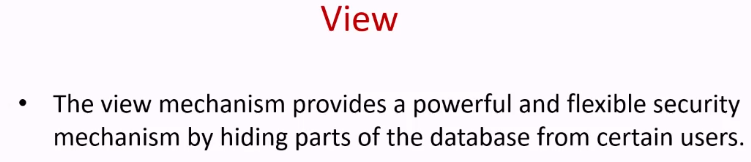 View
• The view mechanism provides a powerful and flexible security
mechanism by hiding parts of the database from certain users.